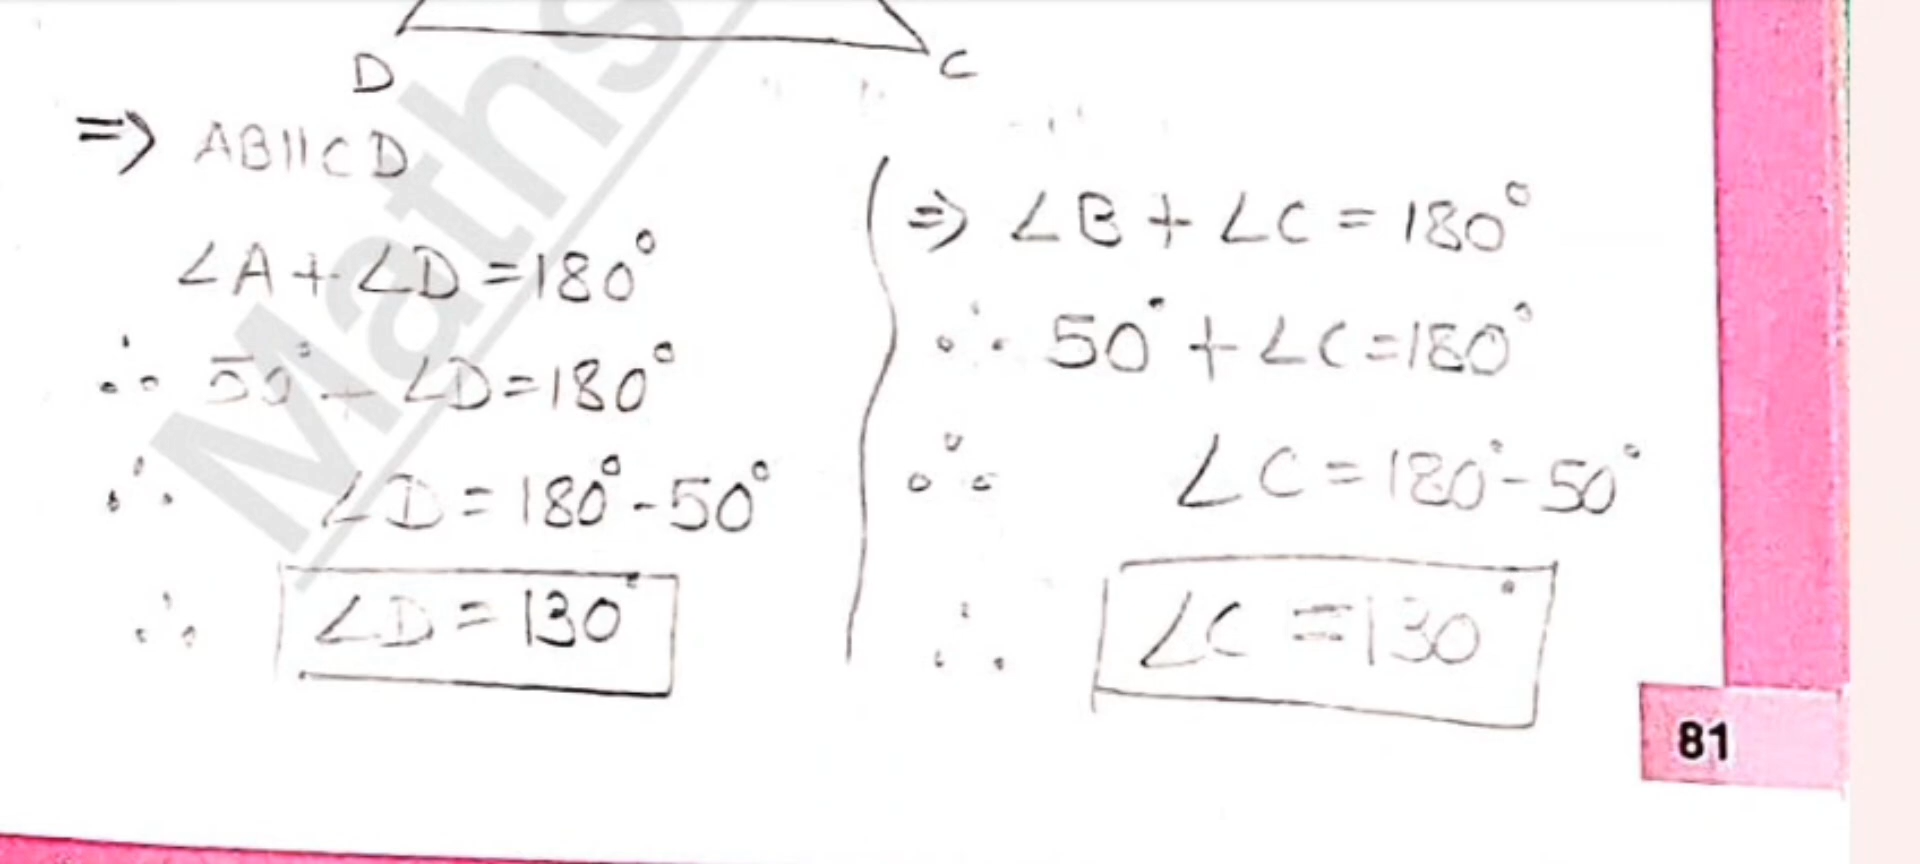 D
C
⇒ AB||CD
∠A+∠D=180°
∴ 50°+ ∠D=180°
∴ ∠D=180°-50°
∴ ∠D=130°
⇒ ∠B+∠C=180°
∴ 50°+∠C=180°
∴ ∠C=180°-50°
∴ ∠C=130°
81
Maths